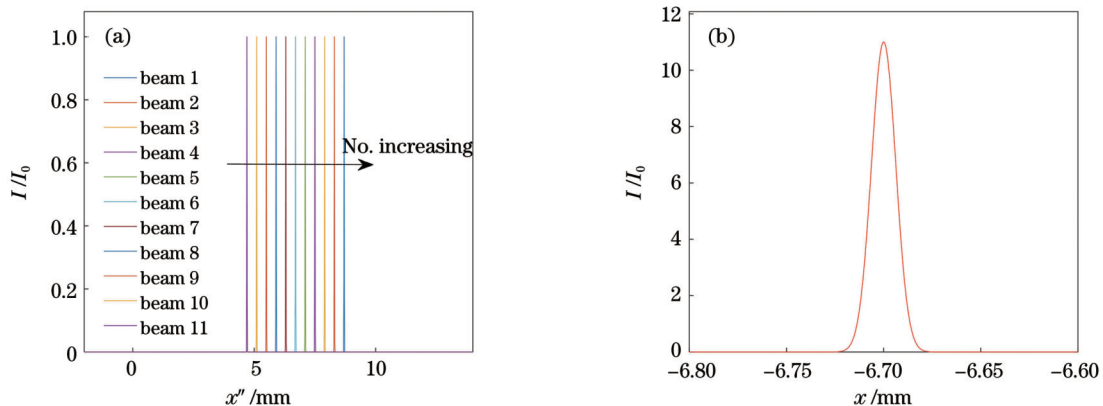 (a)
I/I₀
1.0
0.8
0.6
0.4
0.2
0
beam 1
beam 2
beam 3
beam 4
beam 5
beam 6
beam 7
beam 8
beam 9
beam 10
beam 11
No. increasing
0 5 10
x″/mm
(b)
I/I₀
12
10
8
6
4
2
0
−6.80 −6.75 −6.70 −6.65 −6.60
x/mm